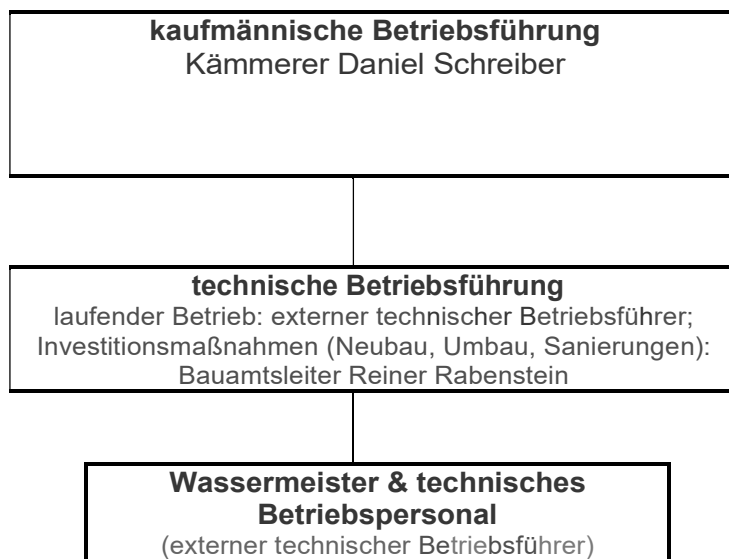 kaufmännische Betriebsführung
Kämmerer Daniel Schreiber
technische Betriebsführung
laufender Betrieb: externer technischer Betriebsführer;
Investitionsmaßnahmen (Neubau, Umbau, Sanierungen):
Bauamtsleiter Reiner Rabenstein
Wassermeister & technisches
Betriebspersonal
(externer technischer Betriebsführer)